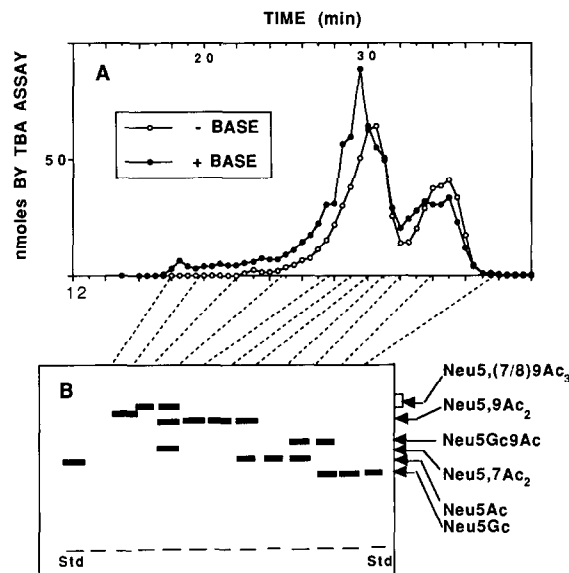 TIME (min)
20
30
A
nmoles BY TBA ASSAY
- BASE
+ BASE
50
12
40
B
Neu5,(7/8)9Ac3
Neu5,9Ac2
Neu5Gc9Ac
Neu5,7Ac2
Neu5Ac
Neu5Gc
Std
Std